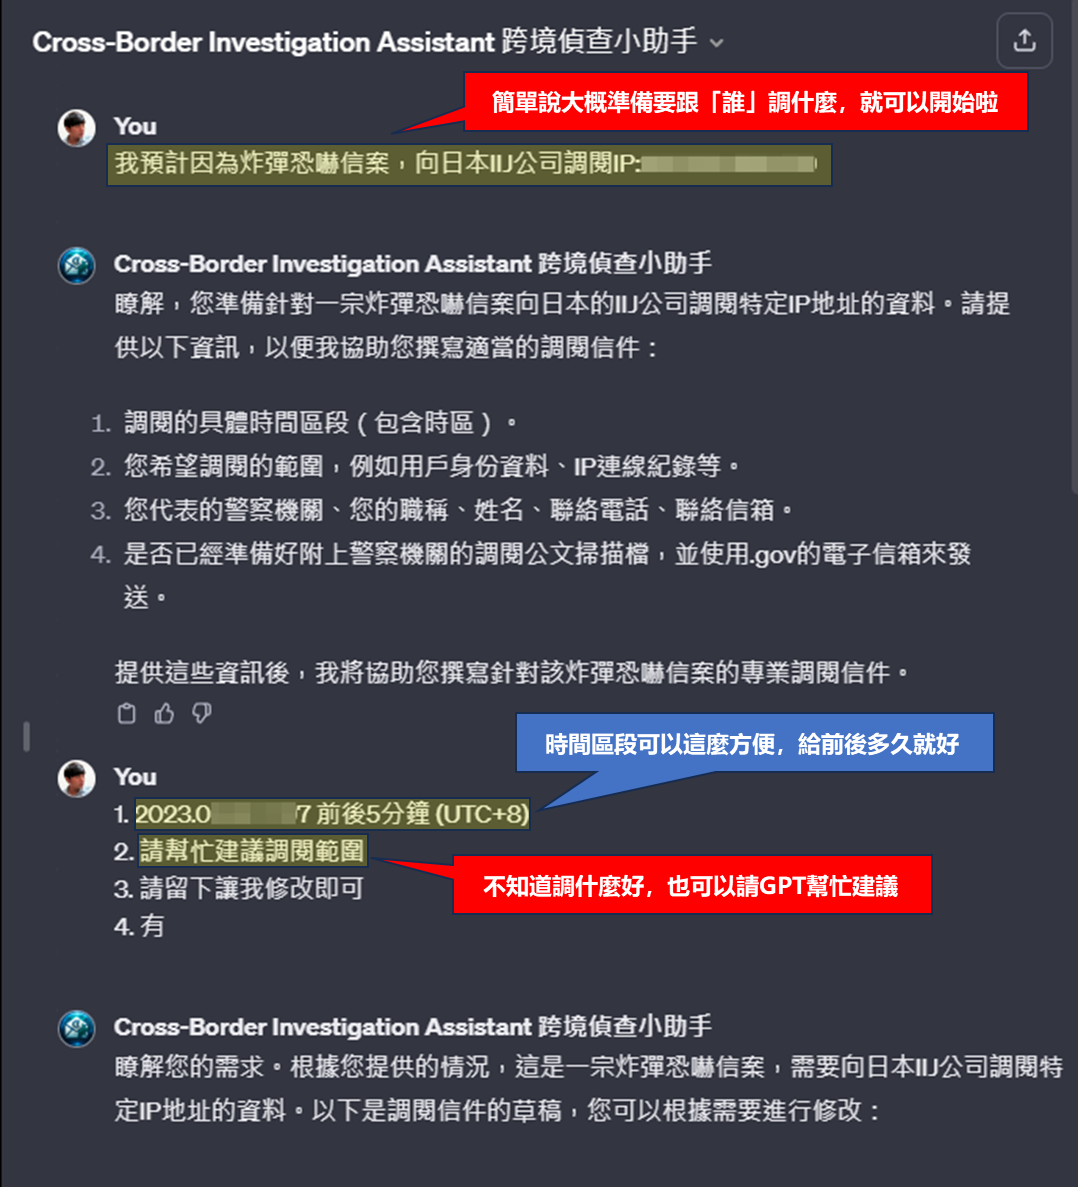 Cross-Border Investigation Assistant 跨境偵查小助手
簡單說大概準備要跟「誰」調什麼，就可以開始啦
You
我預計因為炸彈恐嚇信案，向日本IIJ公司調閱IP:
Cross-Border Investigation Assistant 跨境偵查小助手
瞭解，您準備針對一宗炸彈恐嚇信案向日本的IIJ公司調閱特定IP地址的資料。請提
供以下資訊，以便我協助您撰寫適當的調閱信件：
1. 調閱的具體時間區段（包含時區）。
2. 您希望調閱的範圍，例如用戶身份資料、IP連線紀錄等。
3. 您代表的警察機關、您的職稱、姓名、聯絡電話、聯絡信箱。
4. 是否已經準備好附上警察機關的調閱公文掃描檔，並使用.gov的電子信箱來發
送。
提供這些資訊後，我將協助您撰寫針對該炸彈恐嚇信案的專業調閱信件。
時間區段可以這麼方便，給前後多久就好
You
1. 2023.0 7 前後5分鐘 (UTC+8)
2. 請幫忙建議調閱範圍
不知道調什麼好，也可以請GPT幫忙建議
3. 請留下讓我修改即可
4. 有
Cross-Border Investigation Assistant 跨境偵查小助手
瞭解您的需求。根據您提供的情況，這是一宗炸彈恐嚇信案，需要向日本IIJ公司調閱特
定IP地址的資料。以下是調閱信件的草稿，您可以根據需要進行修改：